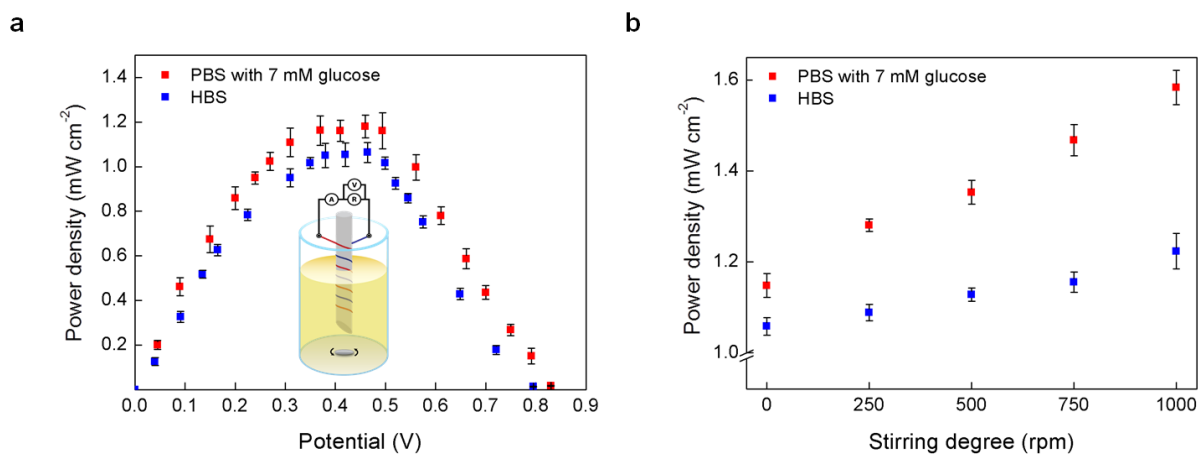 a
Power density (mW cm⁻²)
1.4
1.2
1.0
0.8
0.6
0.4
0.2
PBS with 7 mM glucose
HBS
V
A
R
0.0 0.1 0.2 0.3 0.4 0.5 0.6 0.7 0.8 0.9
Potential (V)
b
Power density (mW cm⁻²)
1.6
1.4
1.2
1.0
PBS with 7 mM glucose
HBS
0 250 500 750 1000
Stirring degree (rpm)